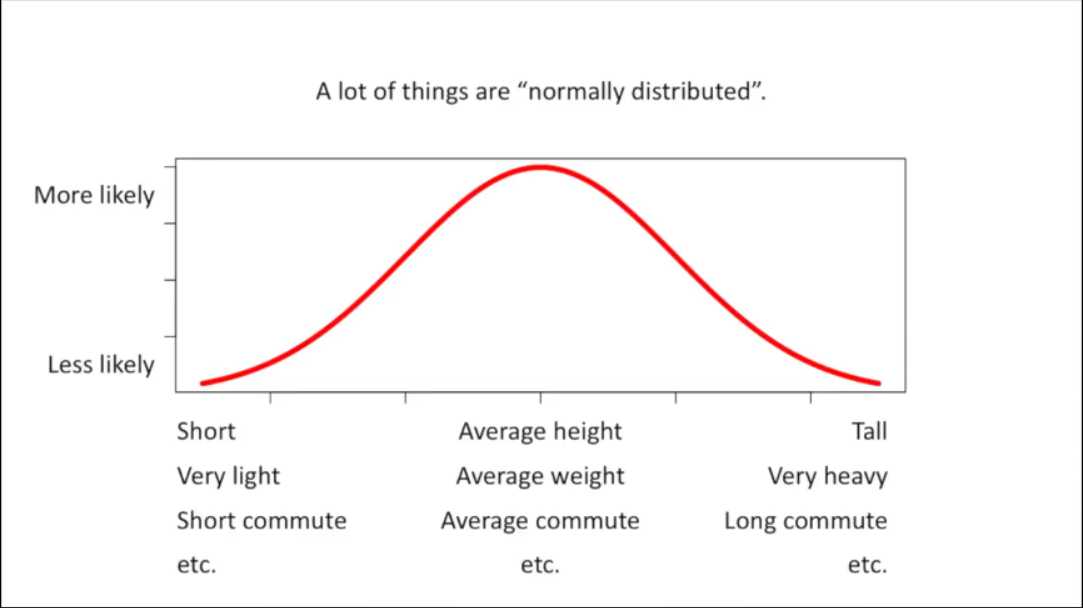 A lot of things are “normally distributed”.
More likely
Less likely
Short Average height Tall
Very light Average weight Very heavy
Short commute Average commute Long commute
etc. etc. etc.